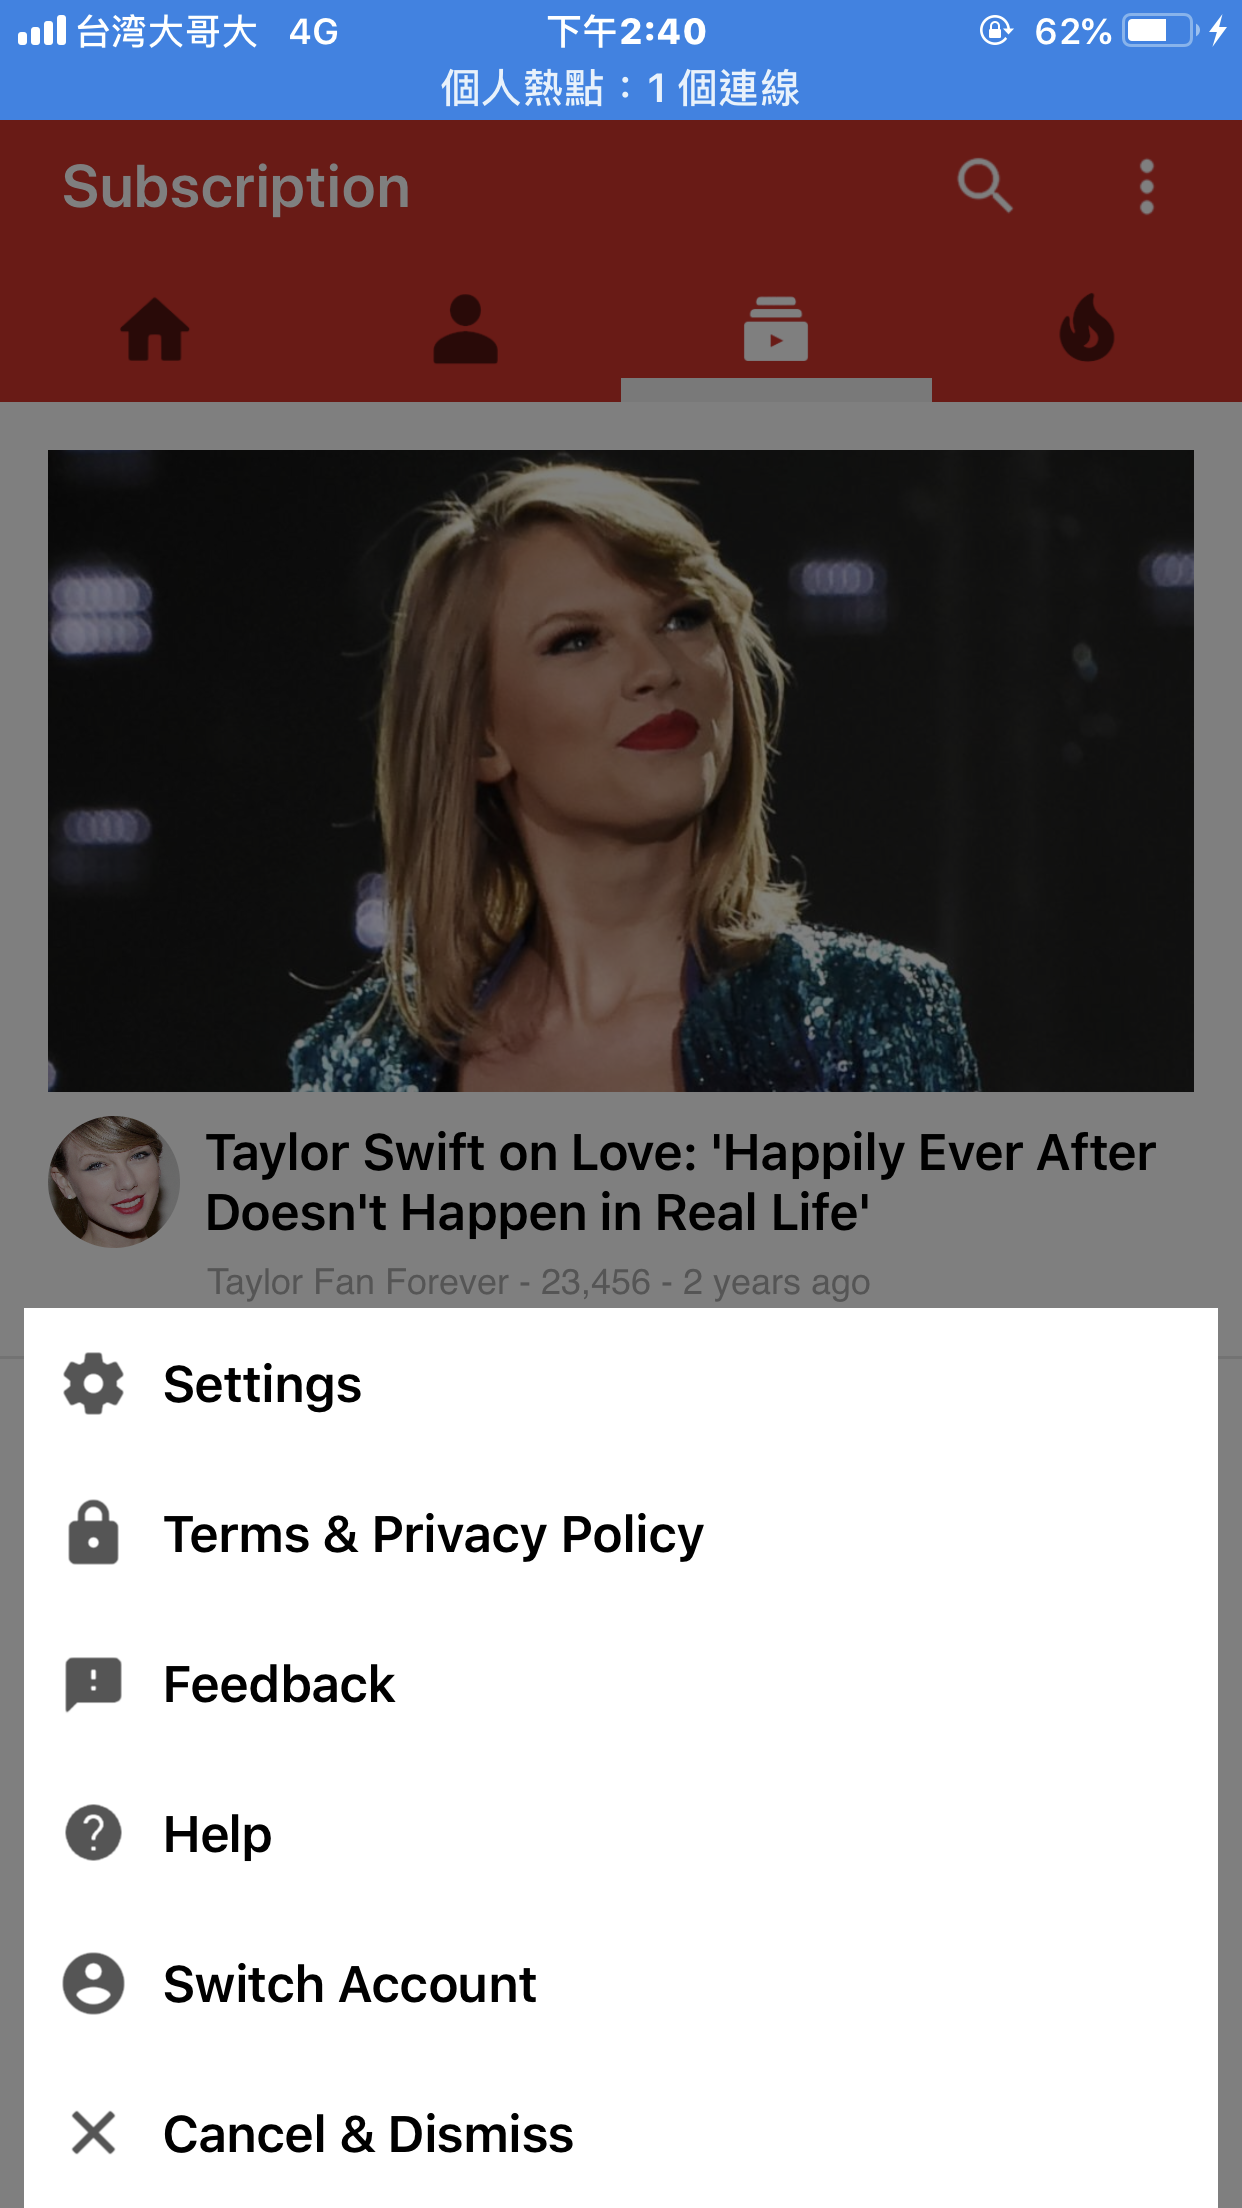 台湾大哥大 4G 下午2:40 62%
個人熱點：1 個連線
Subscription
Taylor Swift on Love: 'Happily Ever After
Doesn't Happen in Real Life'
Taylor Fan Forever - 23,456 - 2 years ago
Settings
Terms & Privacy Policy
Feedback
Help
Switch Account
Cancel & Dismiss